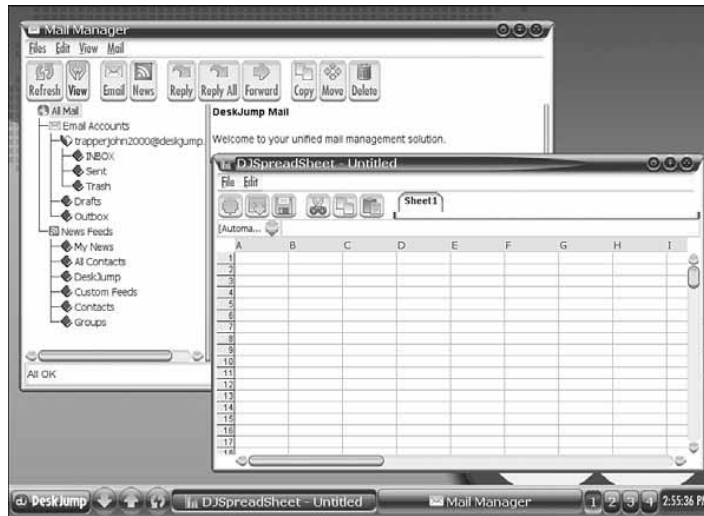 Mail Manager
Files Edit View Mail
Refresh View Email News Reply Reply All Forward Copy Move Delete
All Mail
Email Accounts
trapperjohn2000@deskjump.
INBOX
Sent
Trash
Drafts
Outbox
News Feeds
My News
All Contacts
DeskJump
Custom Feeds
Contacts
Groups
All OK
DeskJump Mail
Welcome to your unified mail management solution.
DJSpreadSheet - Untitled
File Edit
Sheet1
[Automa...
A B C D E F G H I
1
2
3
4
5
6
7
8
9
10
11
12
13
14
15
16
17
18
dJ DeskJump DJSpreadSheet - Untitled Mail Manager 1 2 3 4 2:55:36 PM